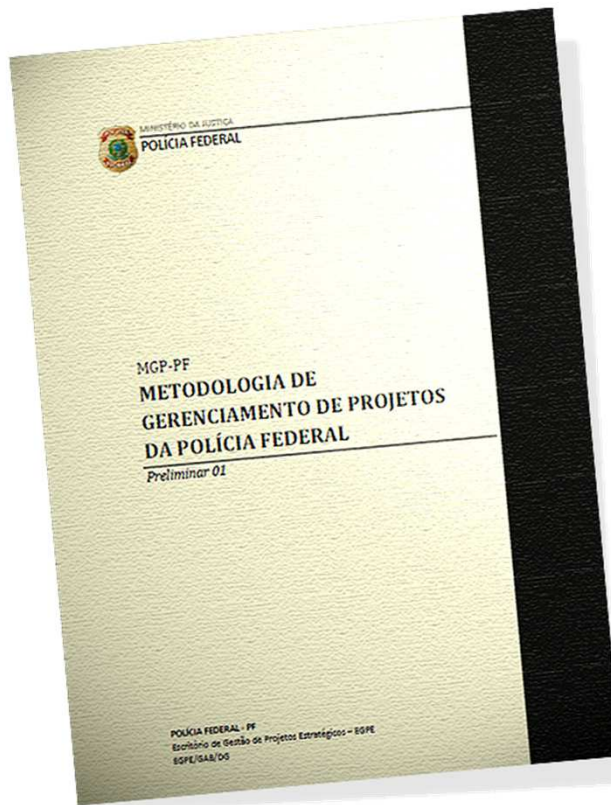 MINISTÉRIO DA JUSTIÇA
POLÍCIA FEDERAL
MGP-PF
METODOLOGIA DE
GERENCIAMENTO DE PROJETOS
DA POLÍCIA FEDERAL
Preliminar 01
POLÍCIA FEDERAL - PF
Escritório de Gestão de Projetos Estratégicos – EGPE
EGPE/GAB/DG